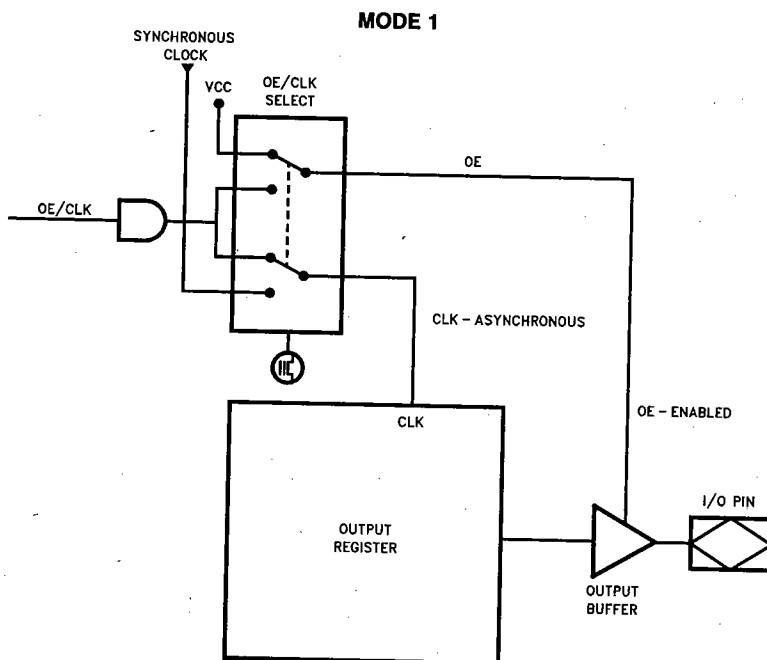 MODE 1
SYNCHRONOUS
CLOCK
VCC
OE/CLK
SELECT
OE
OE/CLK
CLK – ASYNCHRONOUS
CLK
OE – ENABLED
I/O PIN
OUTPUT
REGISTER
OUTPUT
BUFFER